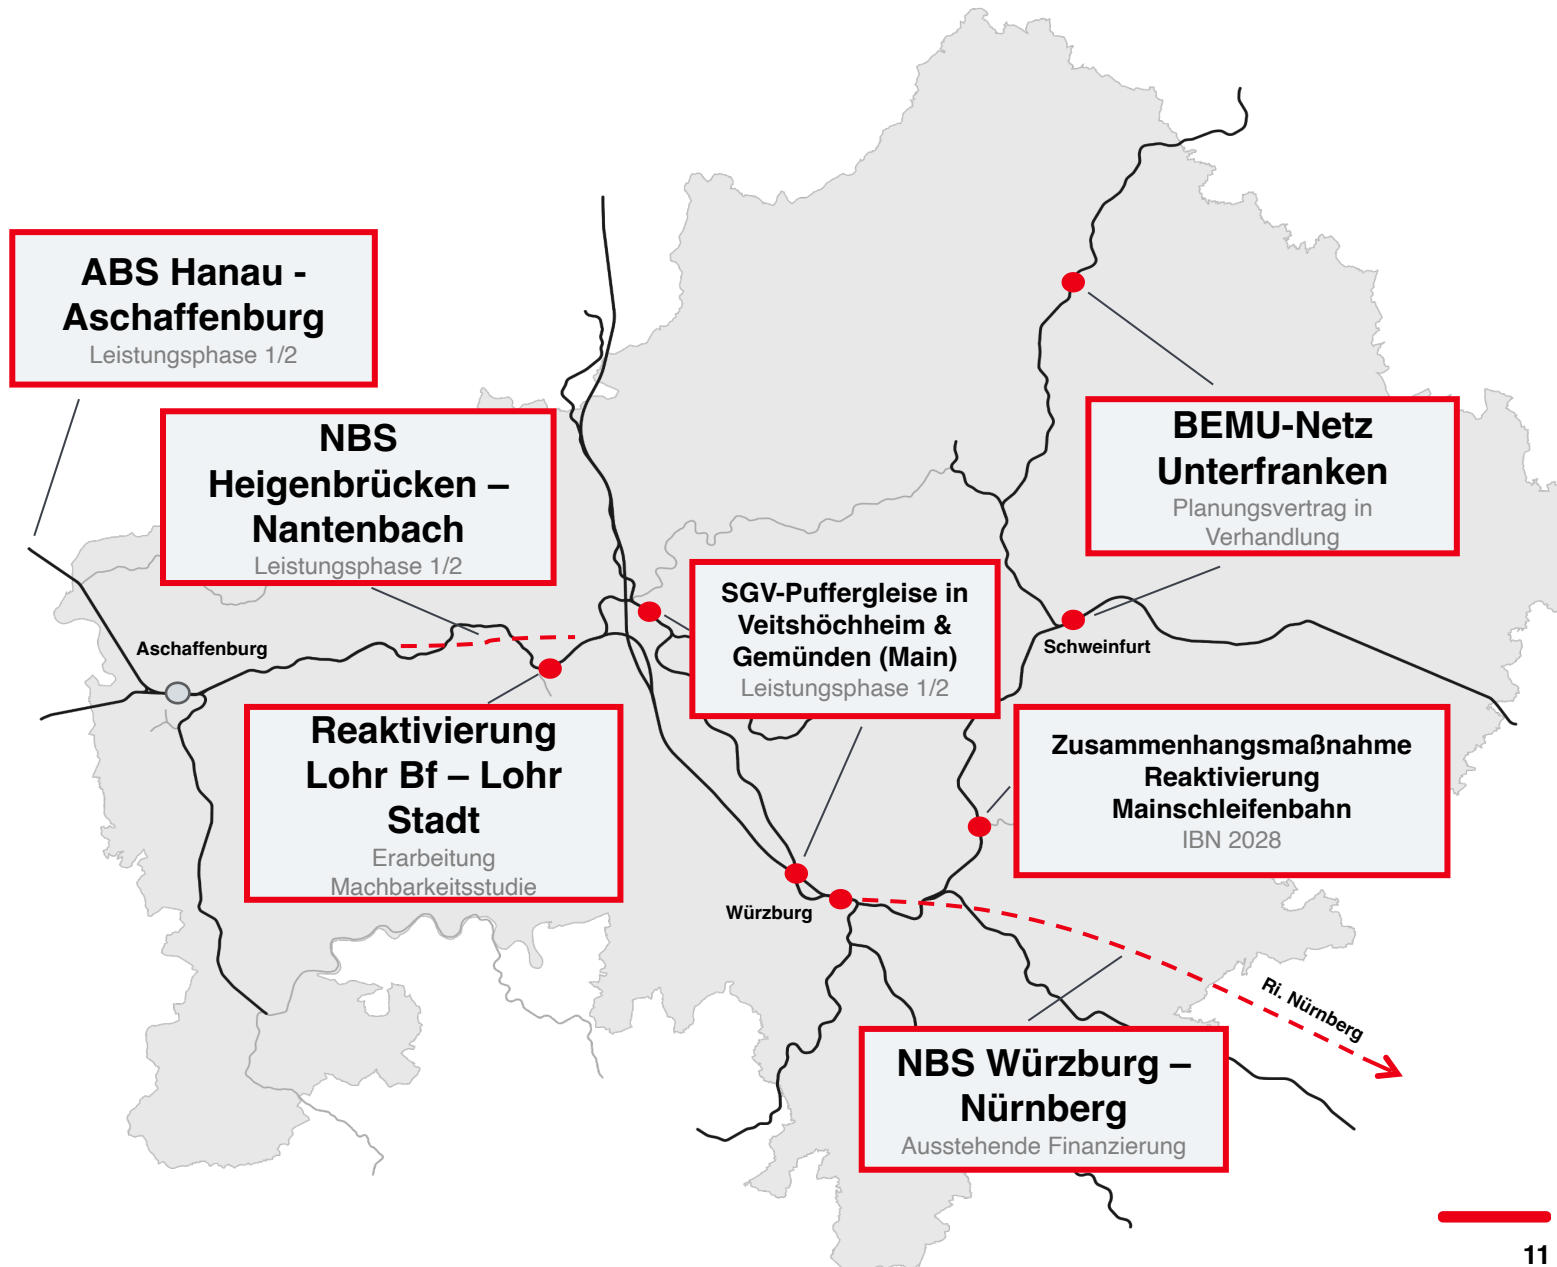 ABS Hanau -
Aschaffenburg
Leistungsphase 1/2
NBS
Heigenbrücken –
Nantenbach
Leistungsphase 1/2
BEMU-Netz
Unterfranken
Planungsvertrag in
Verhandlung
SGV-Puffergleise in
Veitshöchheim &
Gemünden (Main)
Leistungsphase 1/2
Aschaffenburg
Schweinfurt
Reaktivierung
Lohr Bf – Lohr
Stadt
Erarbeitung
Machbarkeitsstudie
Zusammenhangsmaßnahme
Reaktivierung
Mainschleifenbahn
IBN 2028
Würzburg
Ri. Nürnberg
NBS Würzburg –
Nürnberg
Ausstehende Finanzierung
11